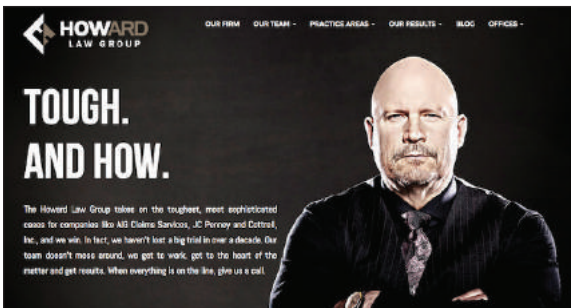 HOWARD
LAW GROUP
OUR FIRM OUR TEAM - PRACTICE AREAS - OUR RESULTS - BLOG OFFICES -
TOUGH.
AND HOW.
The Howard Law Group takes on the toughest, most sophisticated
cases for companies like AIG Claims Services, JC Penney and Cottrell,
Inc., and we win. In fact, we haven't lost a big trial in over a decade. Our
team doesn't mess around, we get to work, get to the heart of the
matter and get results. When everything is on the line, give us a call.